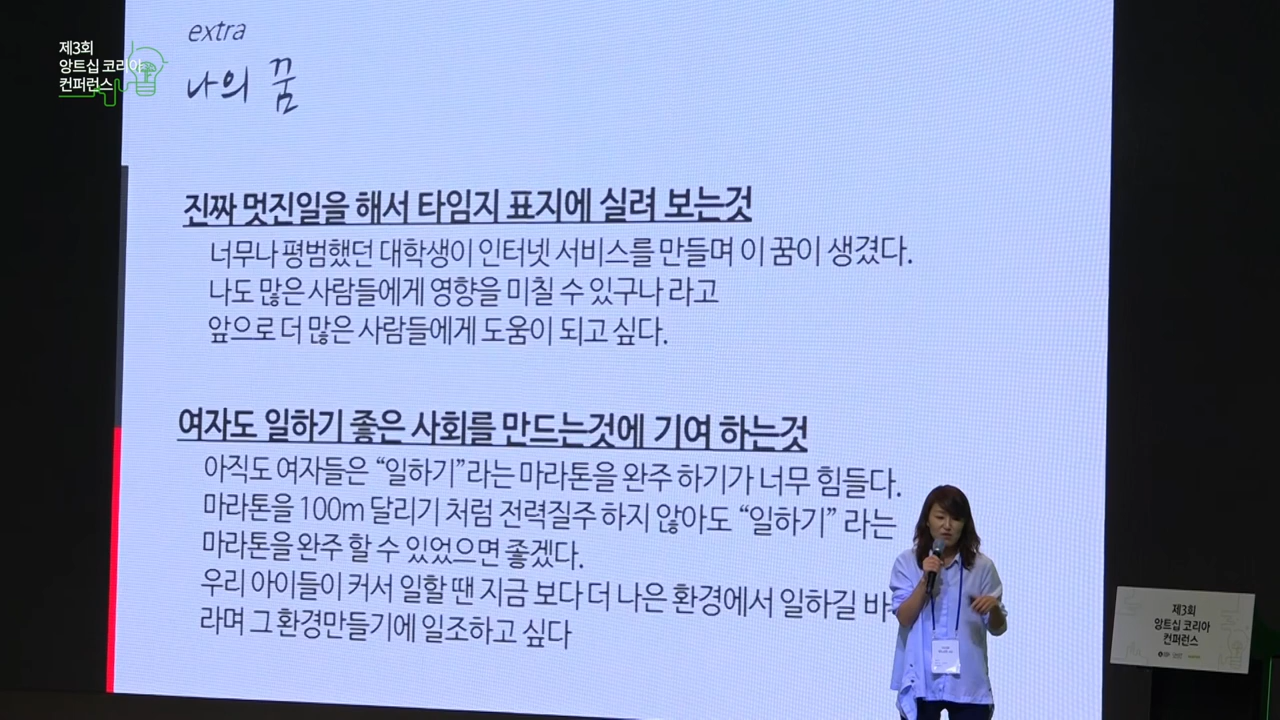 제3회
앙트십 코리아
컨퍼런스
extra
나의 꿈
진짜 멋진일을 해서 타임지 표지에 실려 보는것
너무나 평범했던 대학생이 인터넷 서비스를 만들며 이 꿈이 생겼다.
나도 많은 사람들에게 영향을 미칠 수 있구나 라고
앞으로 더 많은 사람들에게 도움이 되고 싶다.
여자도 일하기 좋은 사회를 만드는것에 기여 하는것
아직도 여자들은 “일하기”라는 마라톤을 완주 하기가 너무 힘들다.
마라톤을 100m 달리기 처럼 전력질주 하지 않아도 “일하기” 라는
마라톤을 완주 할 수 있었으면 좋겠다.
우리 아이들이 커서 일할 땐 지금 보다 더 나은 환경에서 일하길 바
라며 그 환경만들기에 일조하고 싶다
제3회
앙트십 코리아
컨퍼런스